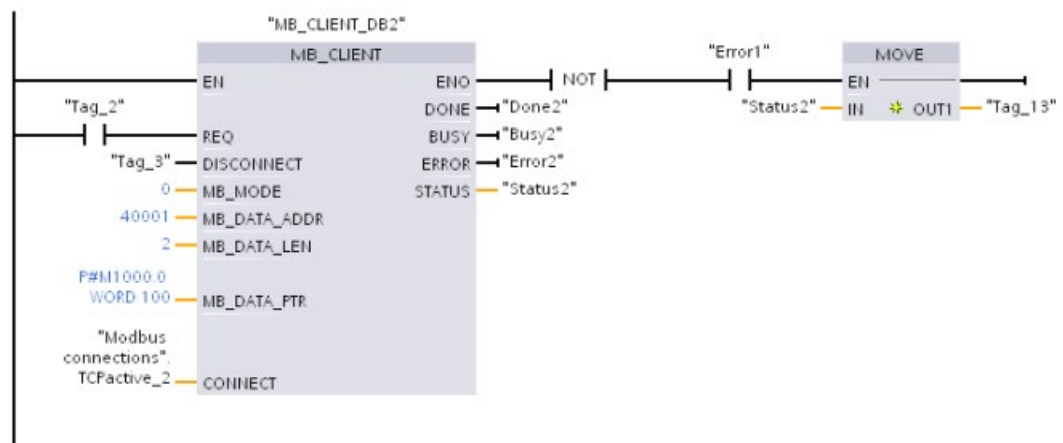 "MB_CLIENT_DB2"
MB_CLIENT
EN
ENO
NOT
"Error1"
MOVE
EN
"Status2"
IN
OUT1
"Tag_13"
DONE
"Done2"
"Tag_2"
REQ
BUSY
"Busy2"
"Tag_3"
DISCONNECT
ERROR
"Error2"
0
MB_MODE
STATUS
"Status2"
40001
MB_DATA_ADDR
2
MB_DATA_LEN
P#M1000.0
WORD 100
MB_DATA_PTR
"Modbus
connections".
TCPactive_2
CONNECT